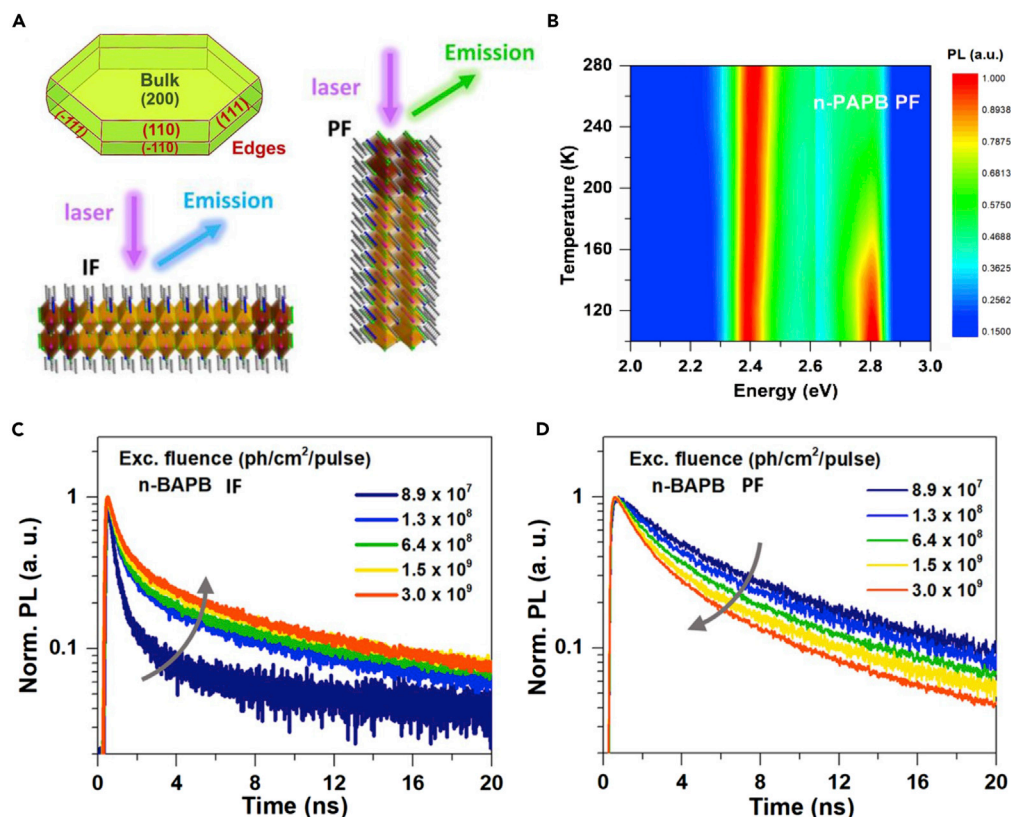 A
Bulk
(200)
(-111)
(110)
(111)
(-110)
Edges
laser
Emission
IF
laser
Emission
PF
B
n-PAPB PF
Temperature (K)
280
240
200
160
120
2.0
2.2
2.4
2.6
2.8
3.0
Energy (eV)
PL (a.u.)
1.000
0.8938
0.7875
0.6813
0.5750
0.4688
0.3625
0.2562
0.1500
C
Exc. fluence (ph/cm²/pulse)
n-BAPB IF
8.9 x 10⁷
1.3 x 10⁸
6.4 x 10⁸
1.5 x 10⁹
3.0 x 10⁹
Norm. PL (a. u.)
1
0.1
0
4
8
12
16
20
Time (ns)
D
Exc. fluence (ph/cm²/pulse)
n-BAPB PF
8.9 x 10⁷
1.3 x 10⁸
6.4 x 10⁸
1.5 x 10⁹
3.0 x 10⁹
Norm. PL (a. u.)
1
0.1
0
4
8
12
16
20
Time (ns)